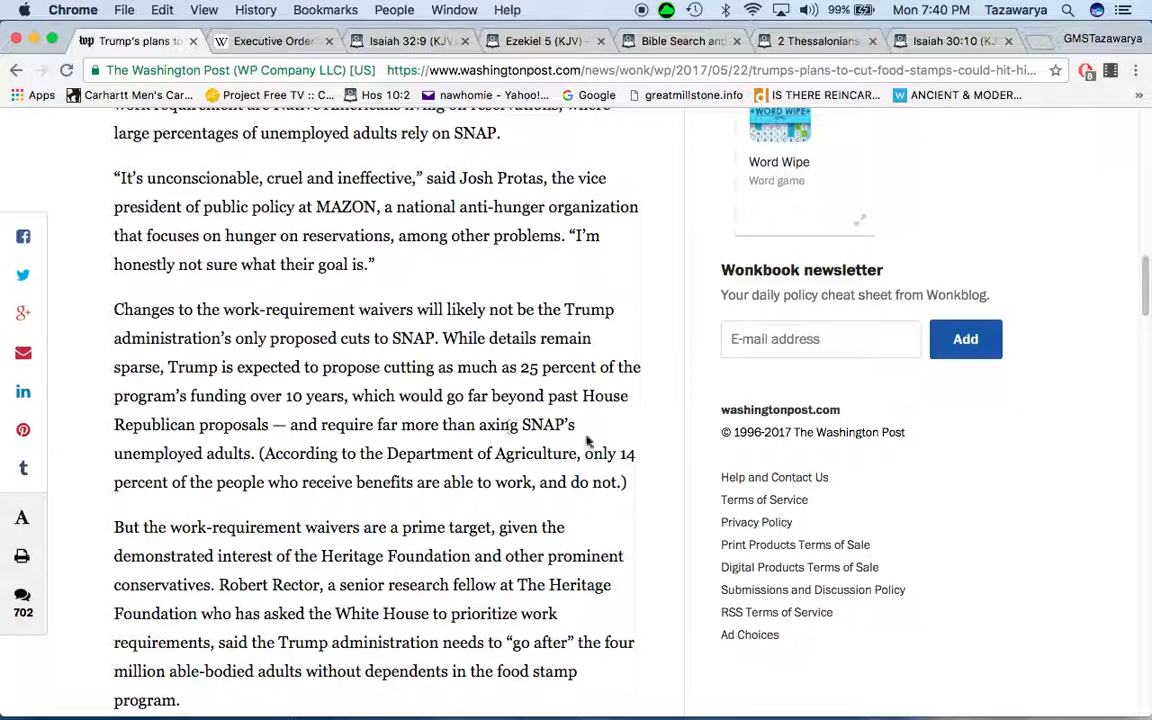 Chrome File Edit View History Bookmarks People Window Help 99% Mon 7:40 PM Tazawarya
Trump's plans to Executive Order Isaiah 32:9 (KJV) Ezekiel 5 (KJV) Bible Search and 2 Thessalonians Isaiah 30:10 (KJ GMSTazawarya
The Washington Post (WP Company LLC) [US] https://www.washingtonpost.com/news/wonk/wp/2017/05/22/trumps-plans-to-cut-food-stamps-could-hit-hi...
Apps Carhartt Men's Car... Project Free TV :: C... Hos 10:2 nawhomie - Yahoo!... Google greatmillstone.info IS THERE REINCAR... ANCIENT & MODER... »
work requirement are Native Americans living on reservations, where
large percentages of unemployed adults rely on SNAP.
“It’s unconscionable, cruel and ineffective,” said Josh Protas, the vice
president of public policy at MAZON, a national anti-hunger organization
that focuses on hunger on reservations, among other problems. “I’m
honestly not sure what their goal is.”
Changes to the work-requirement waivers will likely not be the Trump
administration’s only proposed cuts to SNAP. While details remain
sparse, Trump is expected to propose cutting as much as 25 percent of the
program’s funding over 10 years, which would go far beyond past House
Republican proposals — and require far more than axing SNAP’s
unemployed adults. (According to the Department of Agriculture, only 14
percent of the people who receive benefits are able to work, and do not.)
But the work-requirement waivers are a prime target, given the
demonstrated interest of the Heritage Foundation and other prominent
conservatives. Robert Rector, a senior research fellow at The Heritage
Foundation who has asked the White House to prioritize work
requirements, said the Trump administration needs to “go after” the four
million able-bodied adults without dependents in the food stamp
program.
A
702
WORD WIPE
Word Wipe
Word game
Wonkbook newsletter
Your daily policy cheat sheet from Wonkblog.
E-mail address Add
washingtonpost.com
© 1996-2017 The Washington Post
Help and Contact Us
Terms of Service
Privacy Policy
Print Products Terms of Sale
Digital Products Terms of Sale
Submissions and Discussion Policy
RSS Terms of Service
Ad Choices